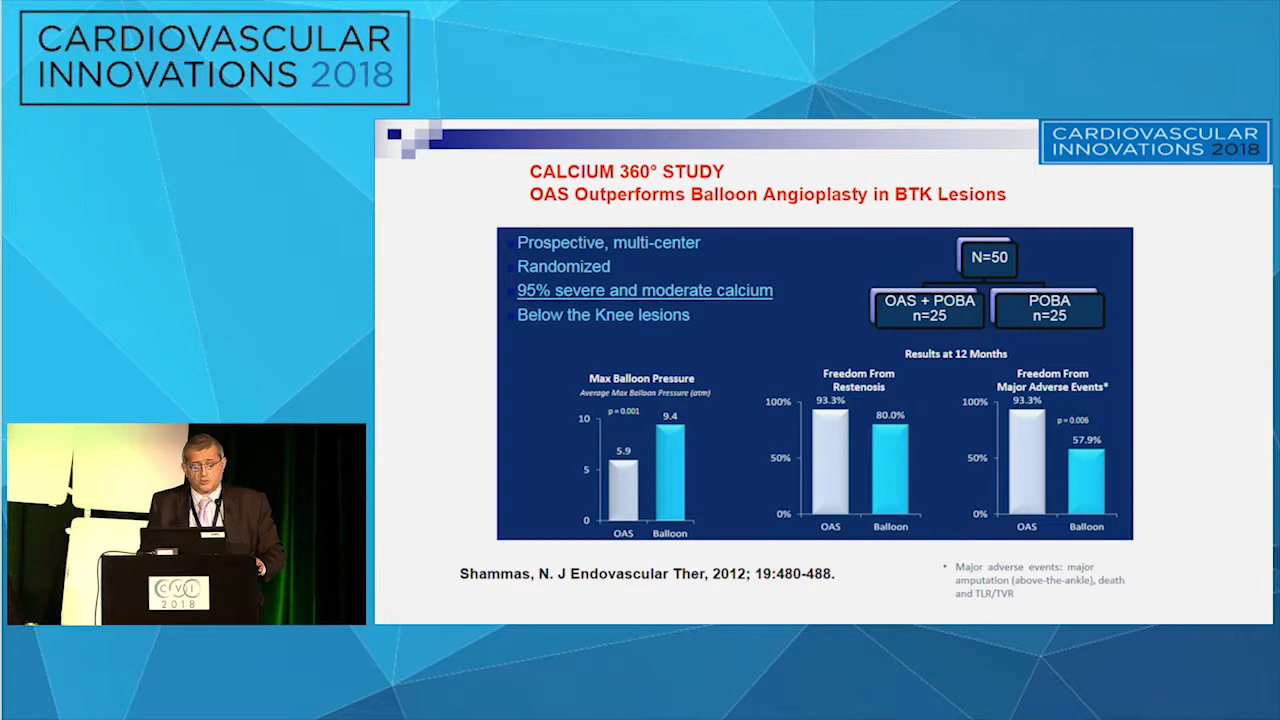 CARDIOVASCULAR
INNOVATIONS 2018
CARDIOVASCULAR
INNOVATIONS 2018
CALCIUM 360° STUDY
OAS Outperforms Balloon Angioplasty in BTK Lesions
Prospective, multi-center
Randomized
95% severe and moderate calcium
Below the Knee lesions
N=50
OAS + POBA
n=25
POBA
n=25
Results at 12 Months
Max Balloon Pressure
Average Max Balloon Pressure (atm)
p = 0.001
10
5
0
5.9
9.4
OAS
Balloon
Freedom From
Restenosis
100%
50%
0%
93.3%
80.0%
OAS
Balloon
Freedom From
Major Adverse Events*
100%
50%
0%
93.3%
p = 0.006
57.9%
OAS
Balloon
Shammas, N. J Endovascular Ther, 2012; 19:480-488.
• Major adverse events: major
amputation (above-the-ankle), death
and TLR/TVR
CVI
2018